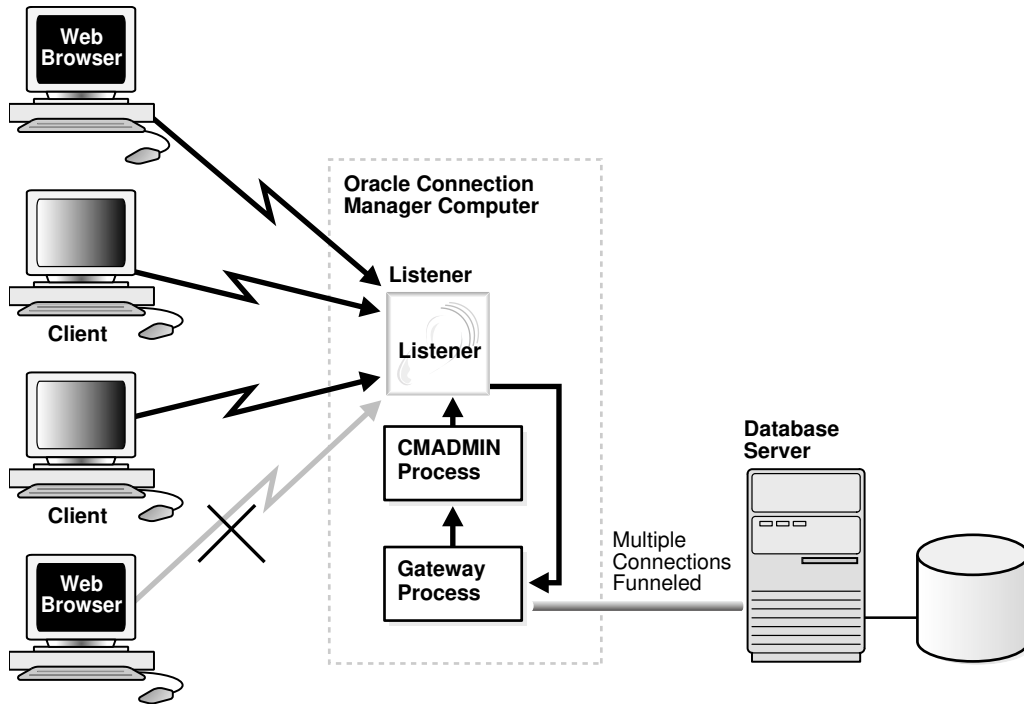 Web
Browser
Oracle Connection
Manager Computer
Listener
Listener
Client
CMADMIN
Process
Database
Server
Client
Multiple
Connections
Funneled
Gateway
Process
Web
Browser